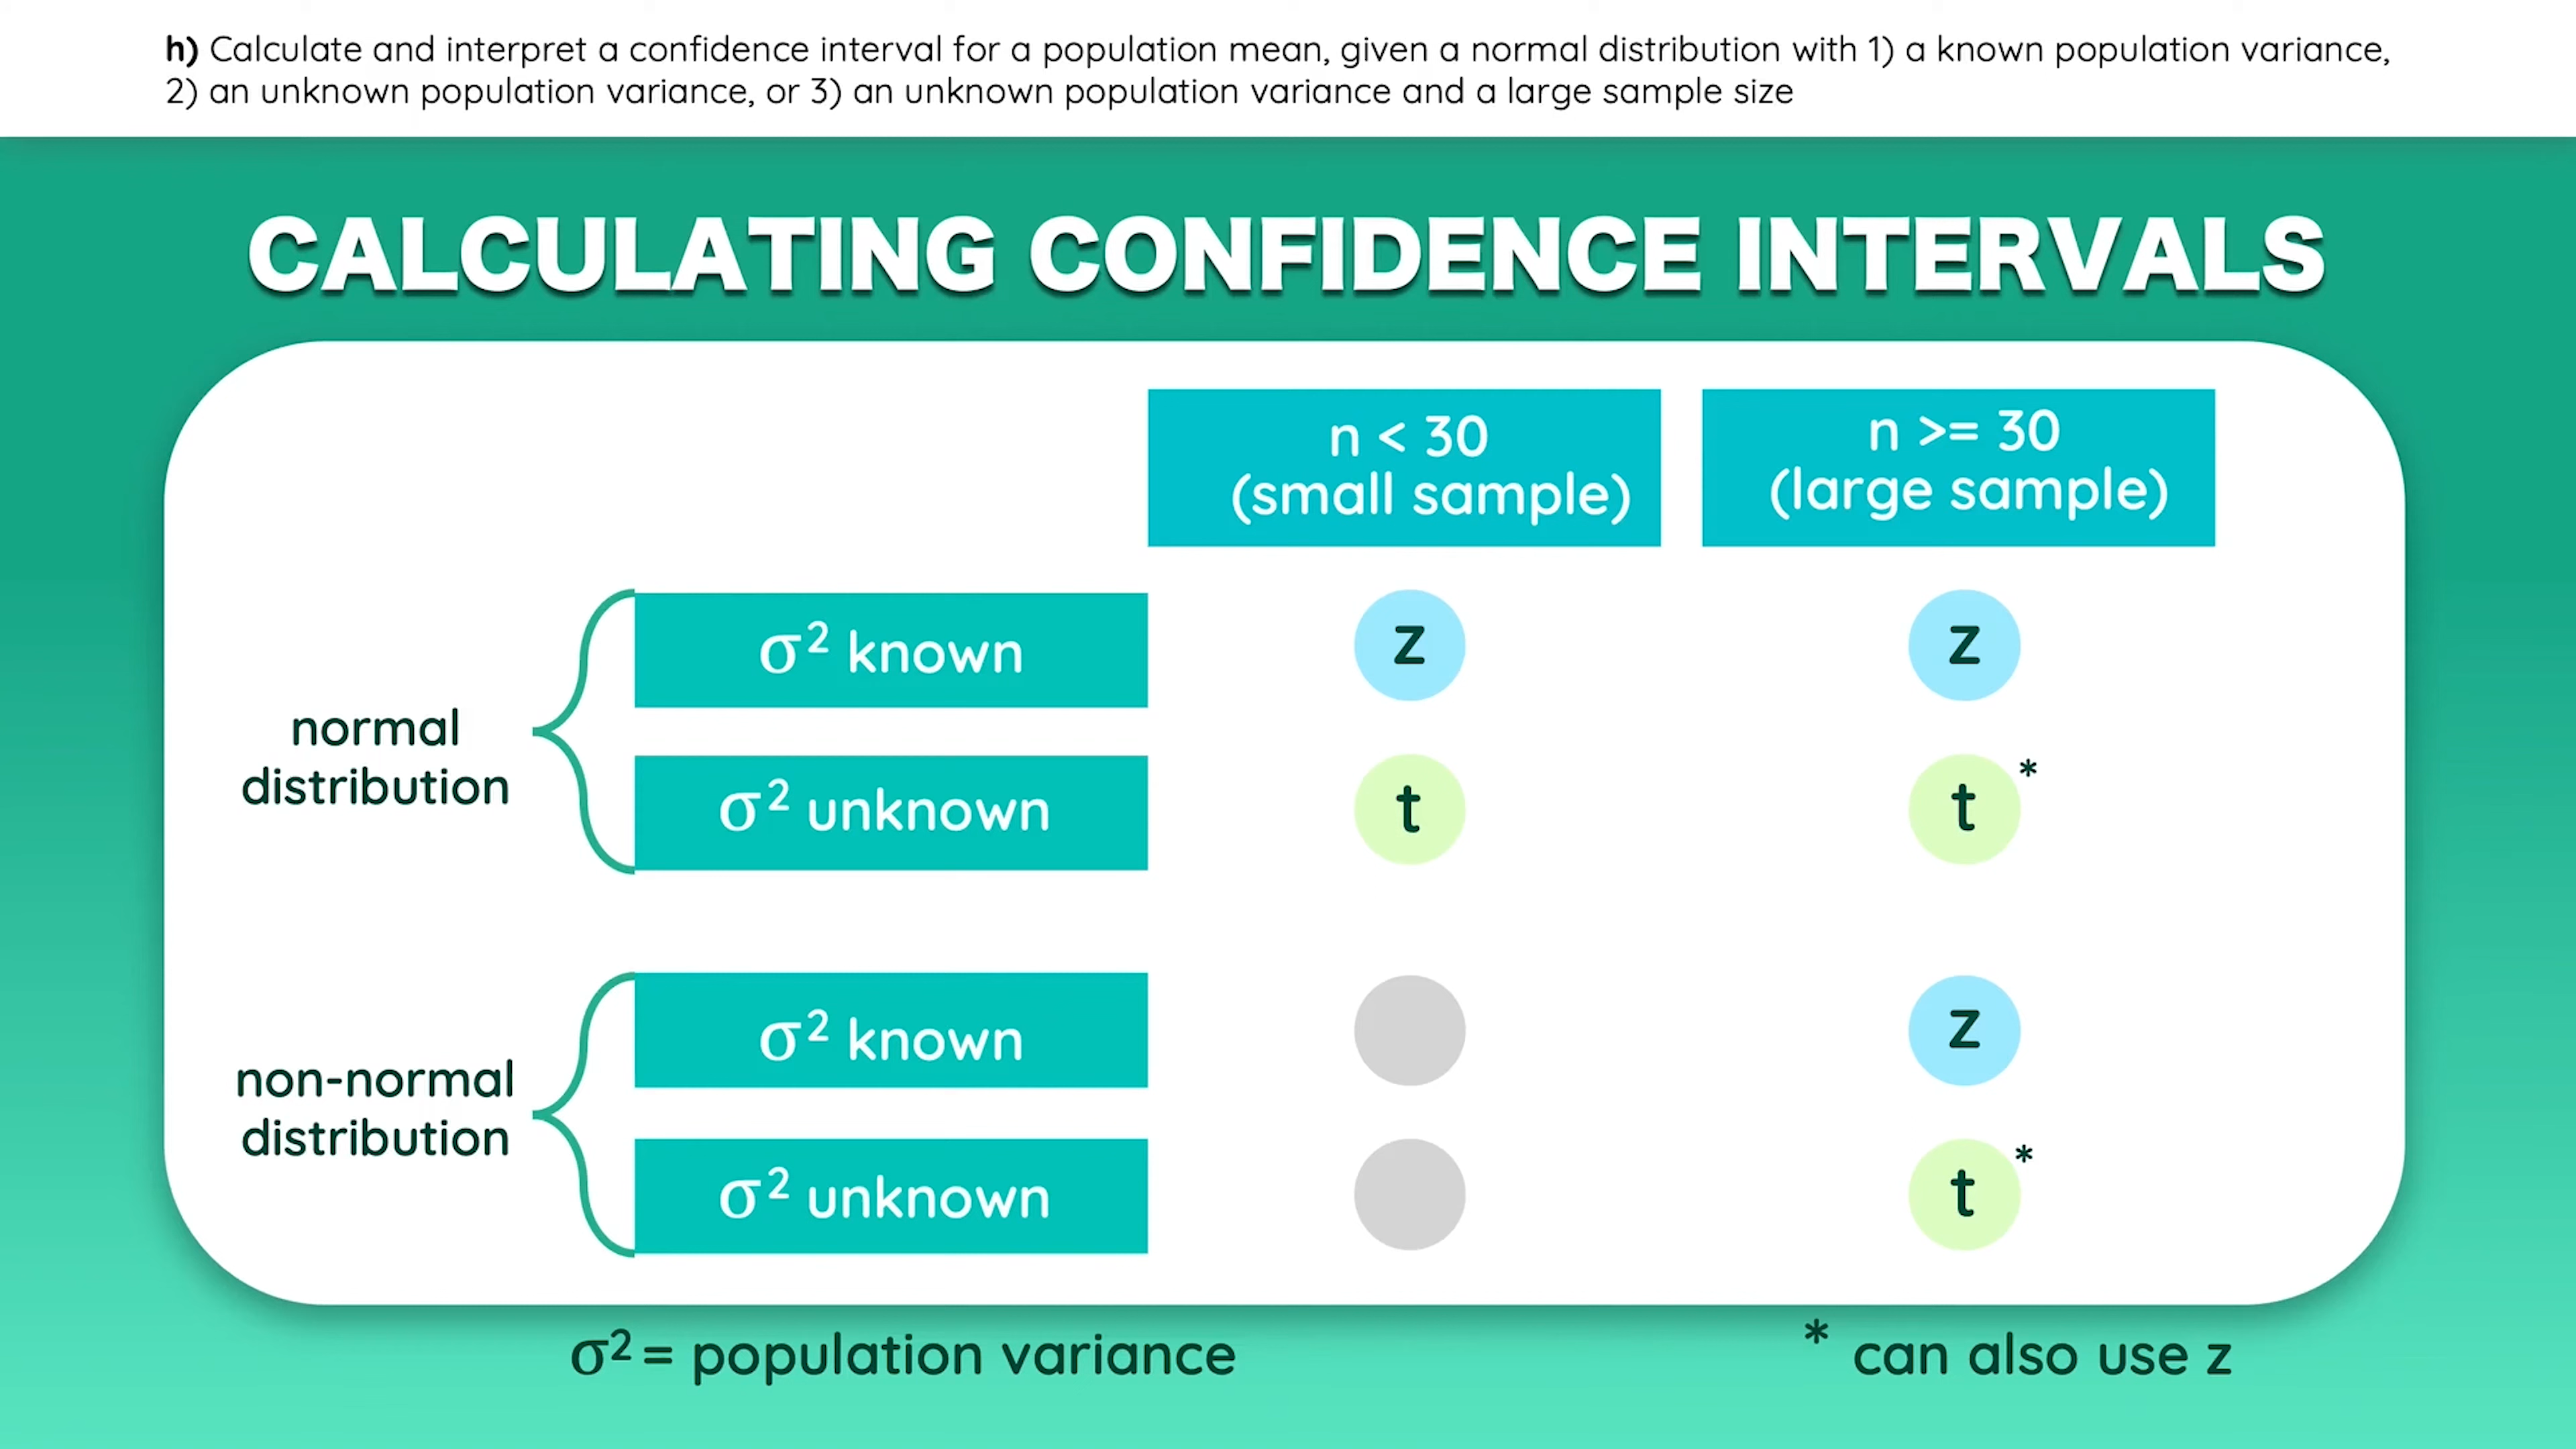 h) Calculate and interpret a confidence interval for a population mean, given a normal distribution with 1) a known population variance,
2) an unknown population variance, or 3) an unknown population variance and a large sample size
CALCULATING CONFIDENCE INTERVALS
n < 30
(small sample)
n >= 30
(large sample)
normal
distribution
σ² known
z
z
σ² unknown
t
t *
non-normal
distribution
σ² known
z
σ² unknown
t *
σ² = population variance
* can also use z